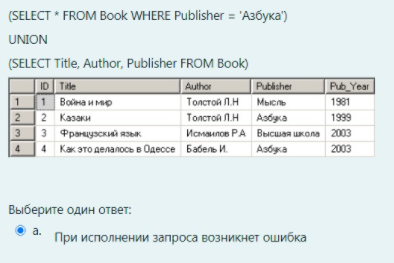 (SELECT * FROM Book WHERE Publisher = 'Азбука')
UNION
(SELECT Title, Author, Publisher FROM Book)
ID Title Author Publisher Pub_Year
1 1 Война и мир Толстой Л.Н Мысль 1981
2 2 Казаки Толстой Л.Н Азбука 1999
3 3 Французский язык Исмаилов Р.А Высшая школа 2003
4 4 Как это делалось в Одессе Бабель И. Азбука 2003
Выберите один ответ:
a. При исполнении запроса возникнет ошибка